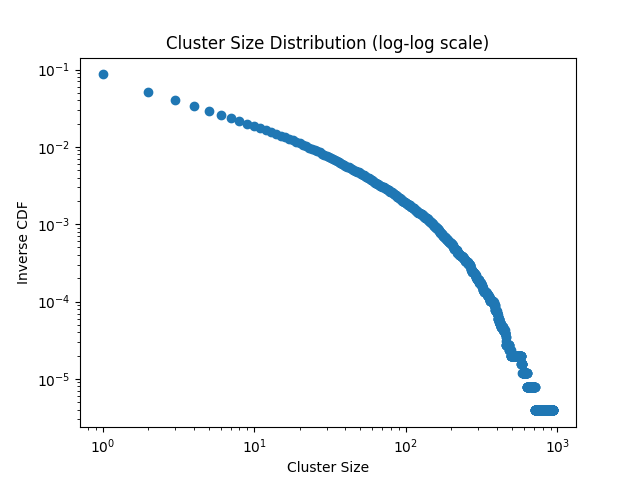 Cluster Size Distribution (log-log scale)
Inverse CDF
10⁻¹
10⁻²
10⁻³
10⁻⁴
10⁻⁵
10⁰ 10¹ 10² 10³
Cluster Size